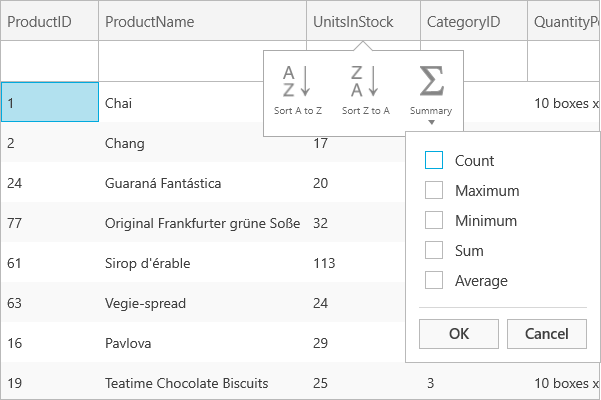 ProductID ProductName UnitsInStock CategoryID QuantityPe
Sort A to Z Sort Z to A Summary
1 Chai 10 boxes x
2 Chang 17
Count
Maximum
Minimum
Sum
Average
OK Cancel
24 Guaraná Fantástica 20
77 Original Frankfurter grüne Soße 32
61 Sirop d'érable 113
63 Vegie-spread 24
16 Pavlova 29
19 Teatime Chocolate Biscuits 25 3 10 boxes x